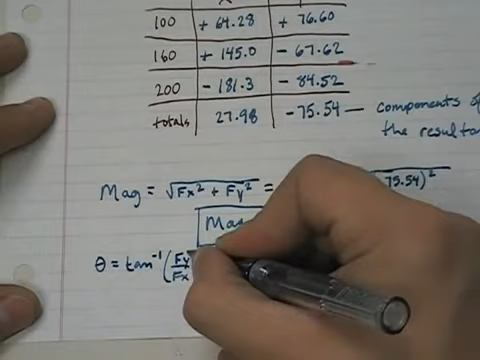 100 + 64.28 + 76.60
160 + 145.0 - 67.62
200 - 181.3 - 84.52
totals 27.98 -75.54 — components of
the resulta
Mag = √Fx² + Fy² = 75.54)²
Mag
θ = tan⁻¹ (Fy/Fx